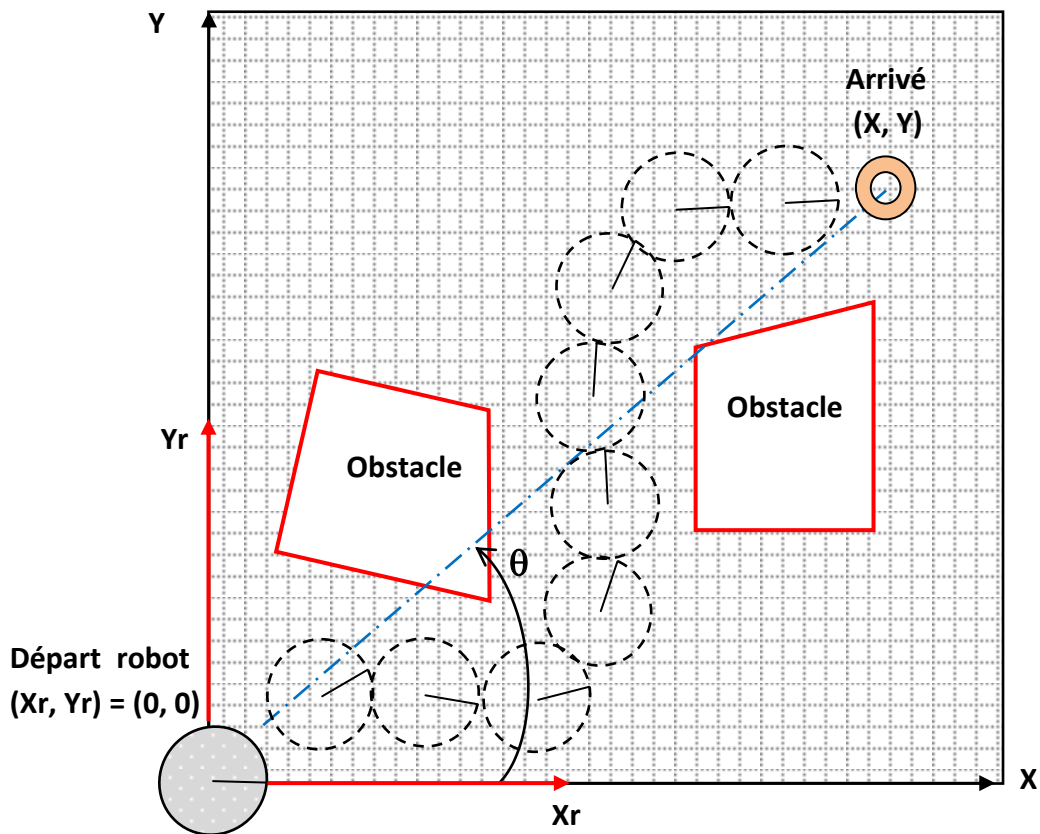 Y
Arrivé
(X, Y)
Obstacle
Yr
Obstacle
θ
Départ robot
(Xr, Yr) = (0, 0)
X
Xr